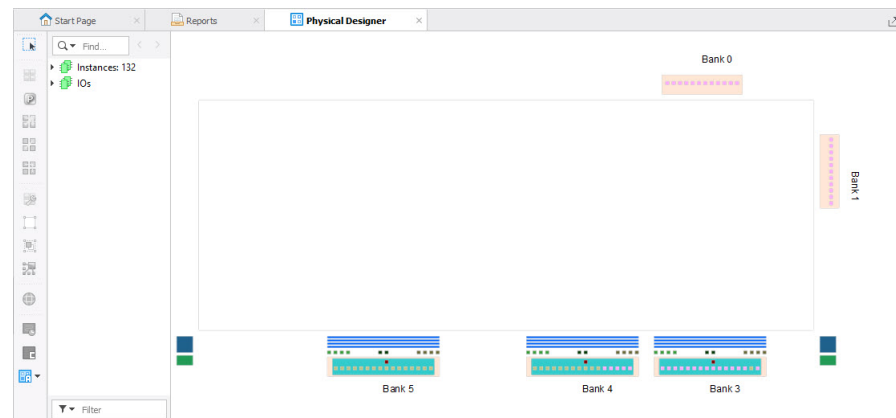 Start Page
Reports
Physical Designer
Find...
Instances: 132
IOs
Bank 0
Bank 1
Bank 5
Bank 4
Bank 3
Filter